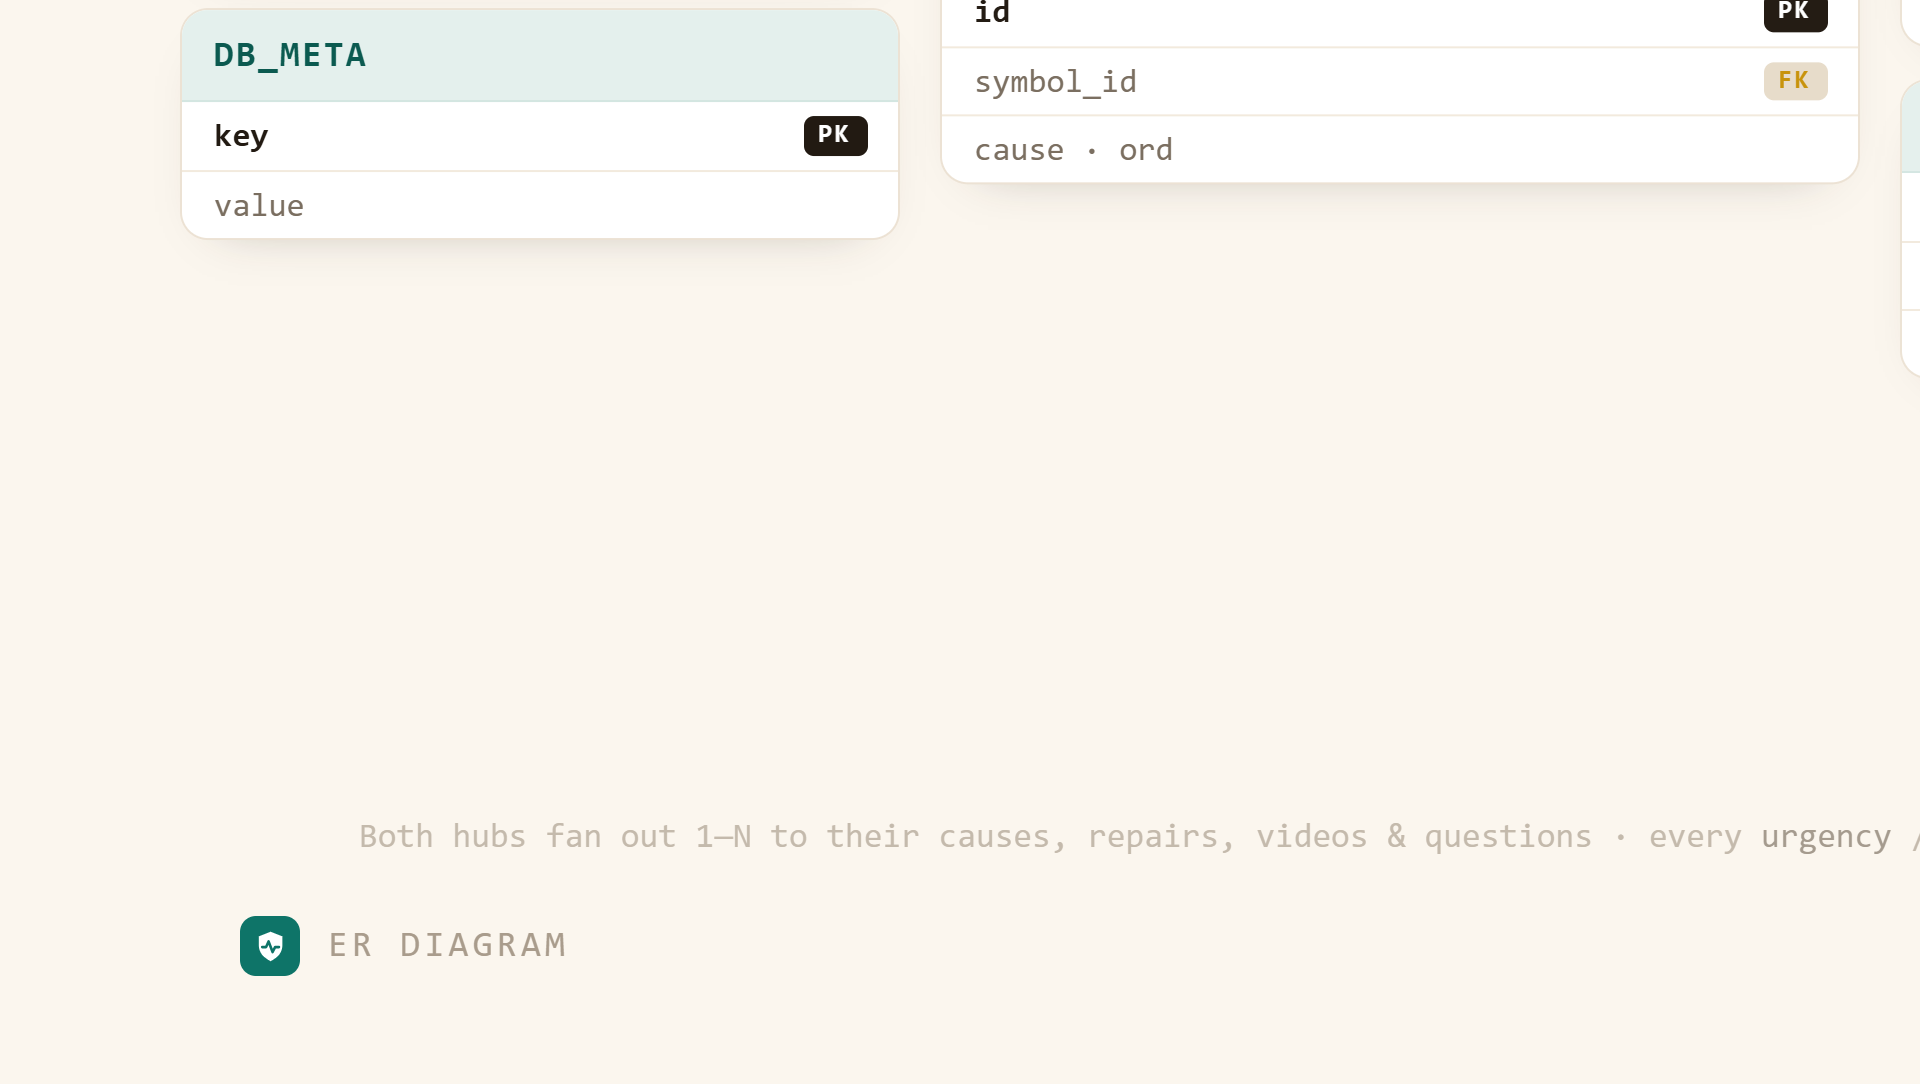 DB_META
key PK
value
id PK
symbol_id FK
cause · ord
Both hubs fan out 1—N to their causes, repairs, videos & questions · every urgency /
ER DIAGRAM